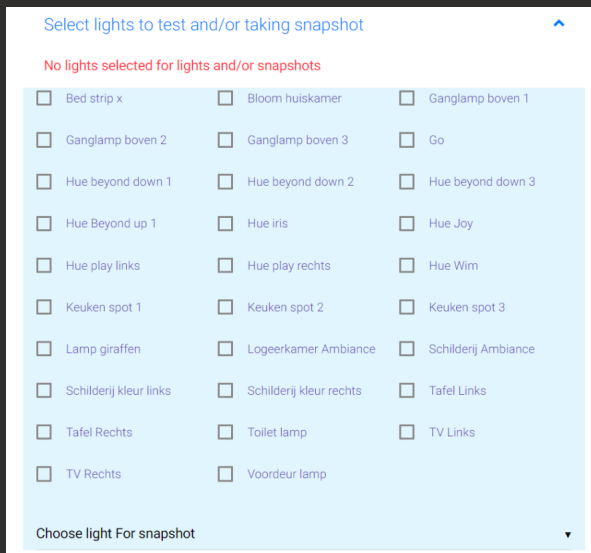 Select lights to test and/or taking snapshot
No lights selected for lights and/or snapshots
Bed strip x Bloom huiskamer Ganglamp boven 1
Ganglamp boven 2 Ganglamp boven 3 Go
Hue beyond down 1 Hue beyond down 2 Hue beyond down 3
Hue Beyond up 1 Hue iris Hue Joy
Hue play links Hue play rechts Hue Wim
Keuken spot 1 Keuken spot 2 Keuken spot 3
Lamp giraffen Logeerkamer Ambiance Schilderij Ambiance
Schilderij kleur links Schilderij kleur rechts Tafel Links
Tafel Rechts Toilet lamp TV Links
TV Rechts Voordeur lamp
Choose light For snapshot